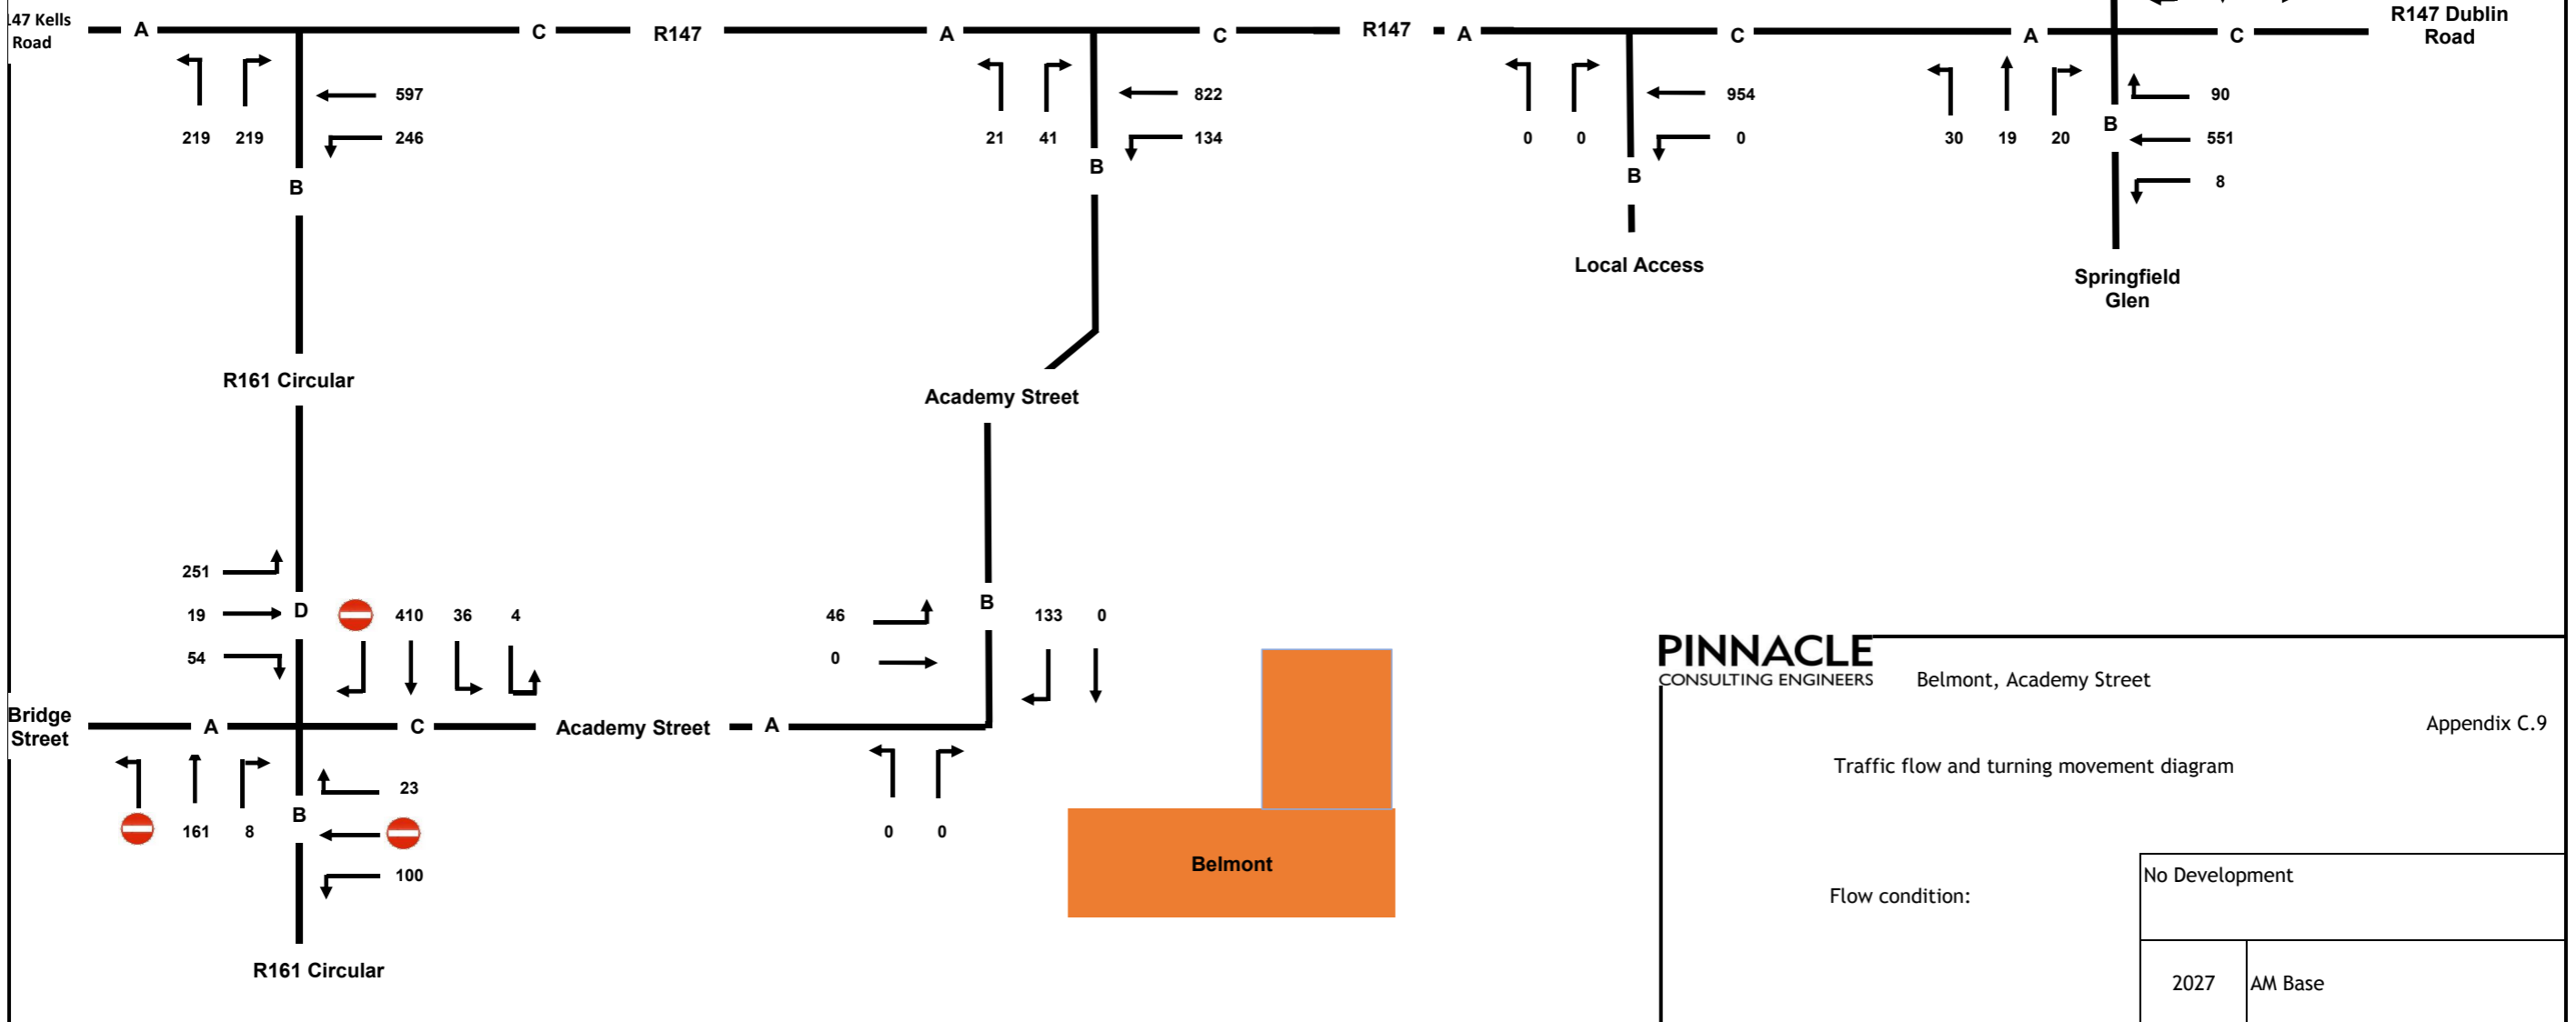 147 Kells
Road
A
C
R147
A
C
R147
A
C
A
C
R147 Dublin
Road
597
219 219 246
B
822
21 41 134
B
954
0 0 0
B
Local Access
90
30 19 20 551
B
8
Springfield
Glen
R161 Circular
Academy Street
251
19 D 410 36 4
54
46 B 133 0
0
Bridge
Street
A
C
Academy Street
A
23
B
161 8
100
0 0
Belmont
R161 Circular
PINNACLE
CONSULTING ENGINEERS
Belmont, Academy Street
Appendix C.9
Traffic flow and turning movement diagram
Flow condition:
No Development
2027 AM Base